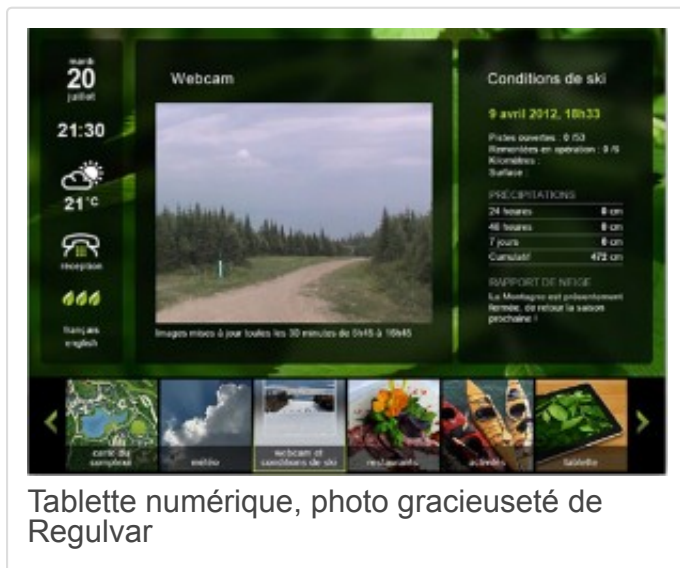 mardi
20
juillet
21:30
21°C
réception
français
english
Webcam
Images mises à jour toutes les 30 minutes de 5h45 à
Conditions de ski
9 avril 2012, 18h33
Pistes ouvertes : 0 /53
Remontées en opération : 0 /6
Kilomètres :
Surface :
PRÉCIPITATIONS
24 heures 0 cm
48 heures 0 cm
7 jours 0 cm
Cumulatif 472 cm
RAPPORT DE NEIGE
La Montagne est présentement
fermée, de retour la saison
prochaine !
carte du
complexe
météo
webcam et
conditions de ski
restaurants
activités
tablette
Tablette numérique, photo gracieuseté de
Regulvar